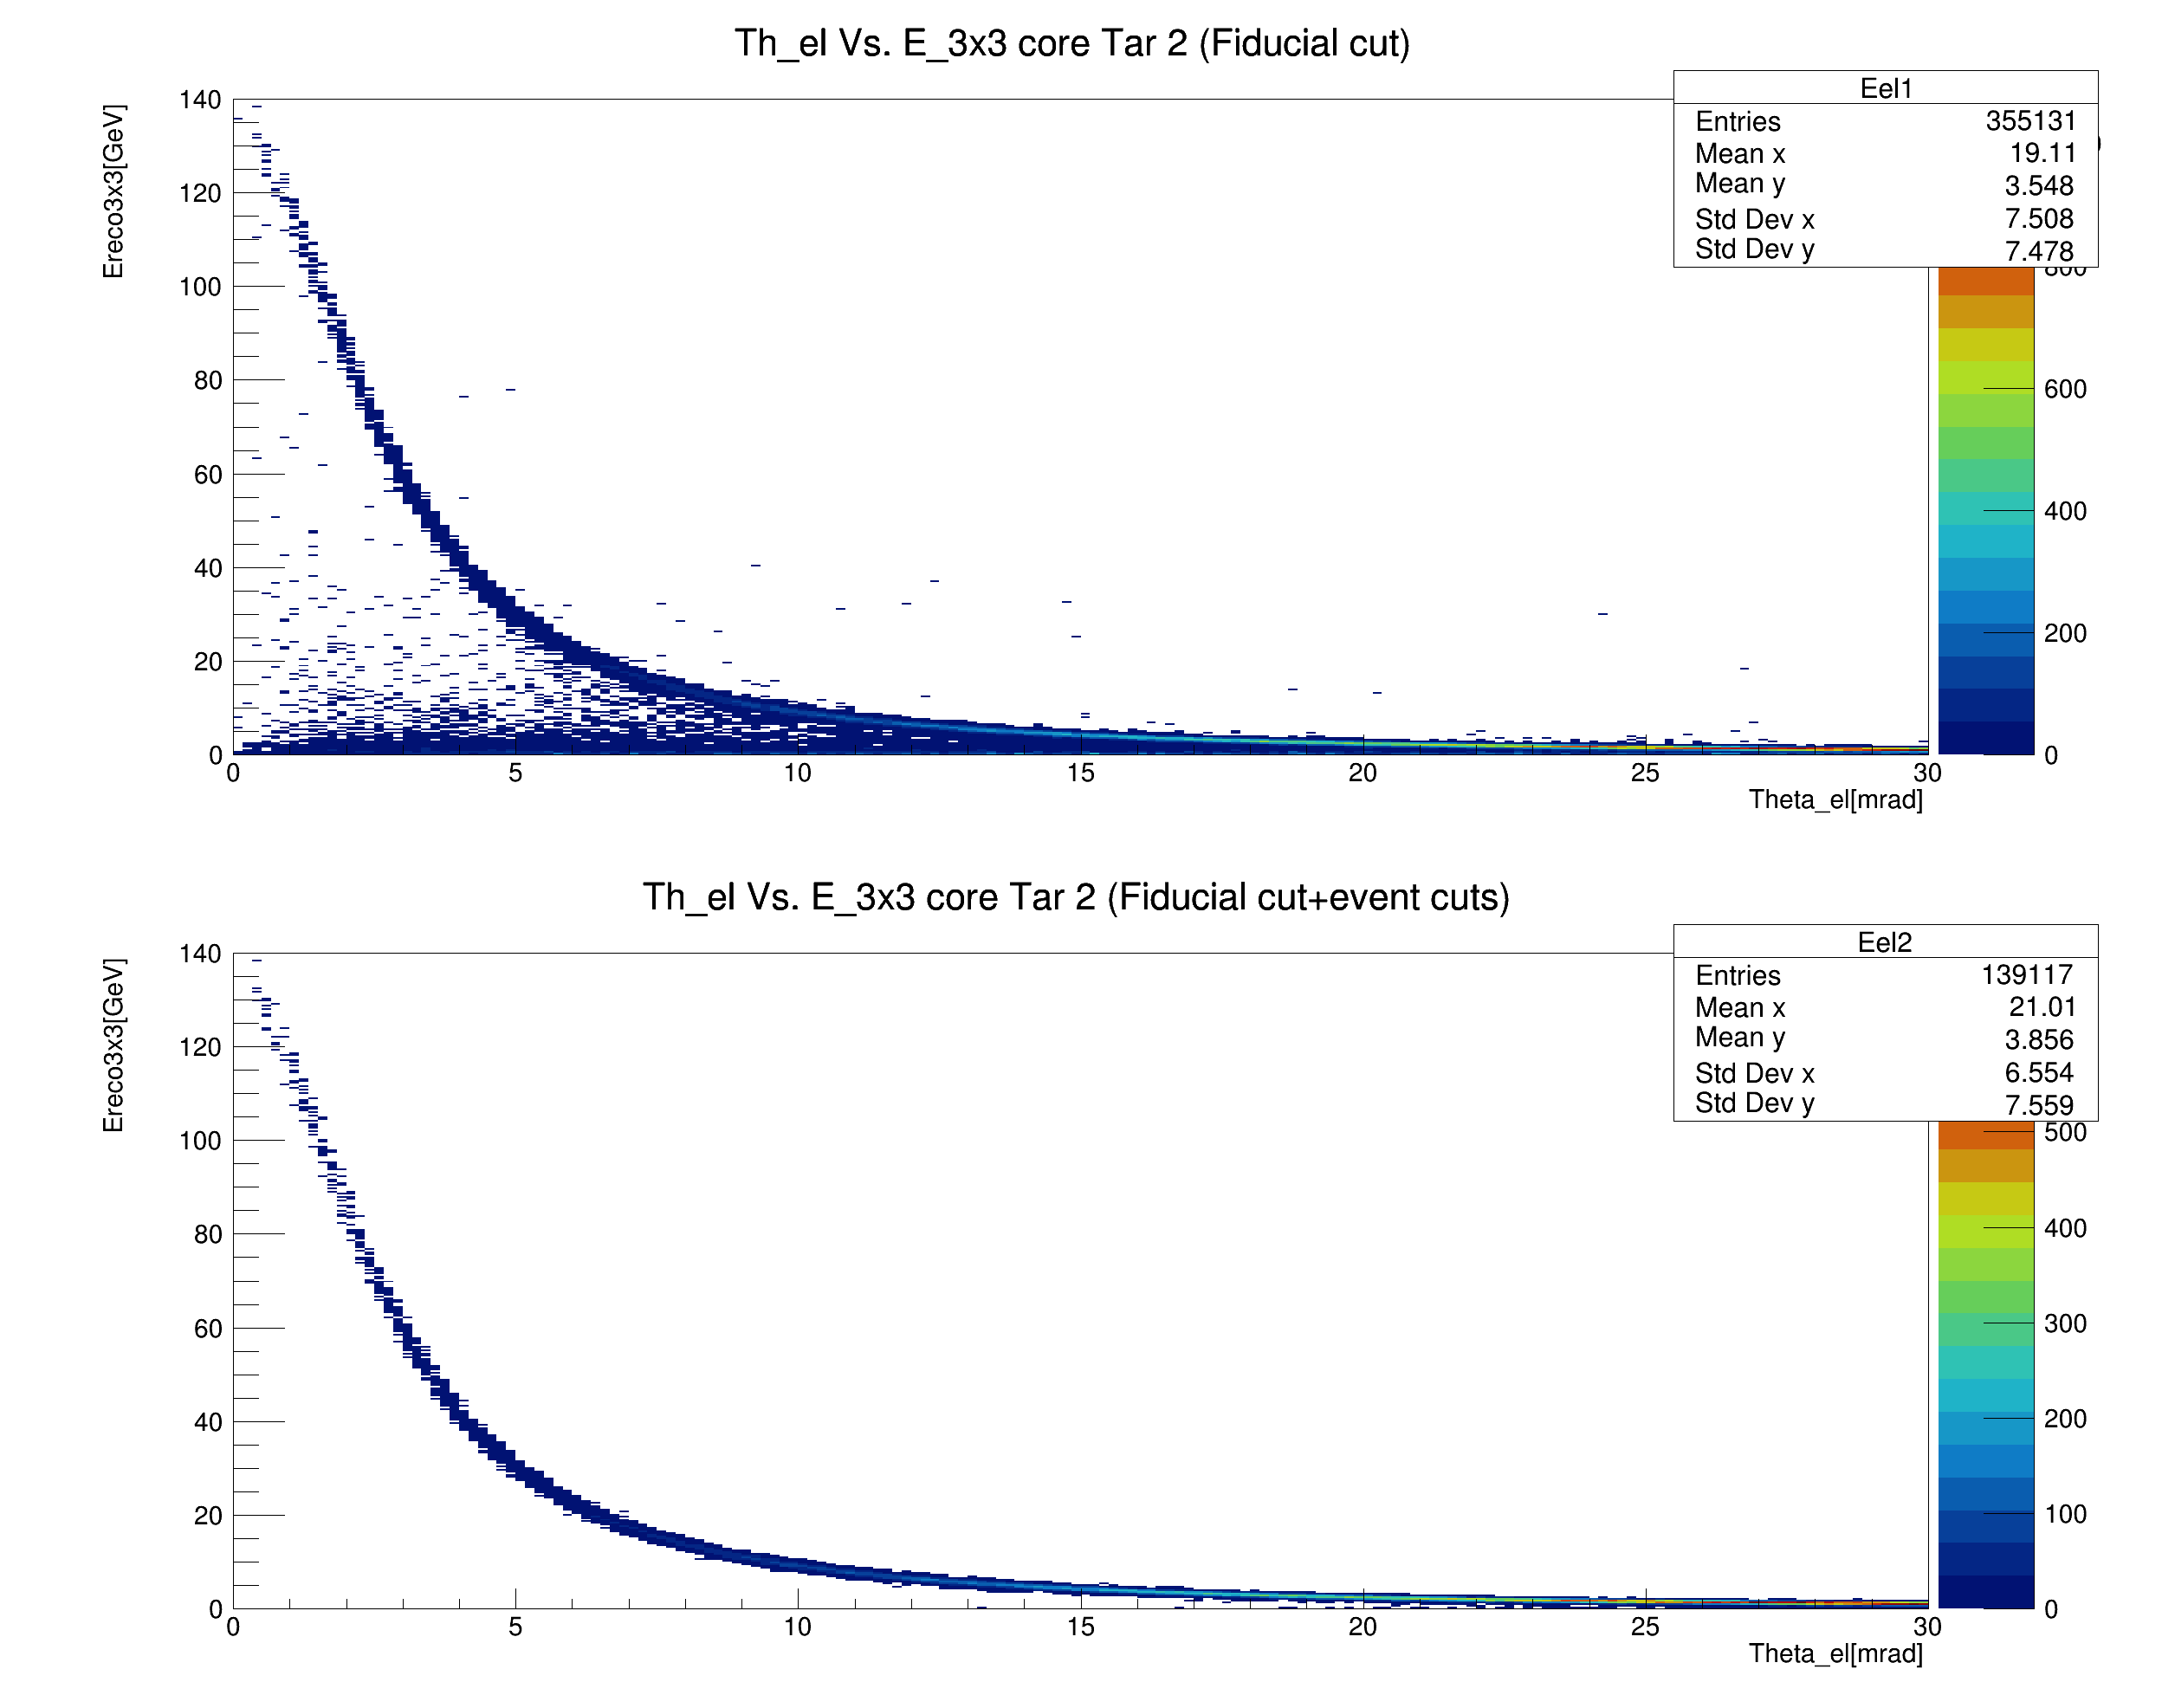 Th_el Vs. E_3x3 core Tar 2 (Fiducial cut)
Ereco3x3[GeV]
Eel1
Entries 355131
Mean x 19.11
Mean y 3.548
Std Dev x 7.508
Std Dev y 7.478
140
120
100
80
60
40
20
0
0 5 10 15 20 25 30
Theta_el[mrad]
800
600
400
200
0
Th_el Vs. E_3x3 core Tar 2 (Fiducial cut+event cuts)
Ereco3x3[GeV]
Eel2
Entries 139117
Mean x 21.01
Mean y 3.856
Std Dev x 6.554
Std Dev y 7.559
140
120
100
80
60
40
20
0
0 5 10 15 20 25 30
Theta_el[mrad]
500
400
300
200
100
0